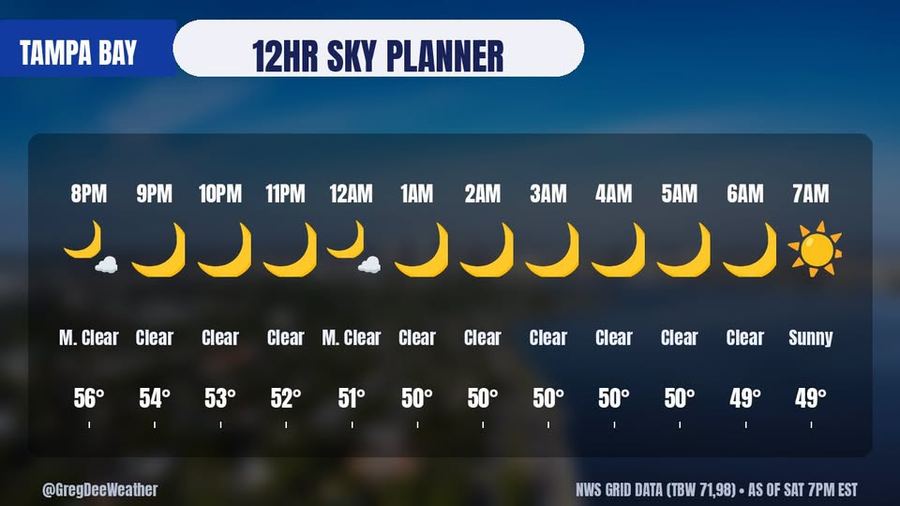 TAMPA BAY
12HR SKY PLANNER
8PM 9PM 10PM 11PM 12AM 1AM 2AM 3AM 4AM 5AM 6AM 7AM
M. Clear Clear Clear Clear M. Clear Clear Clear Clear Clear Clear Clear Sunny
56° 54° 53° 52° 51° 50° 50° 50° 50° 50° 49° 49°
@GregDeeWeather
NWS GRID DATA (TBW 71,98) • AS OF SAT 7PM EST